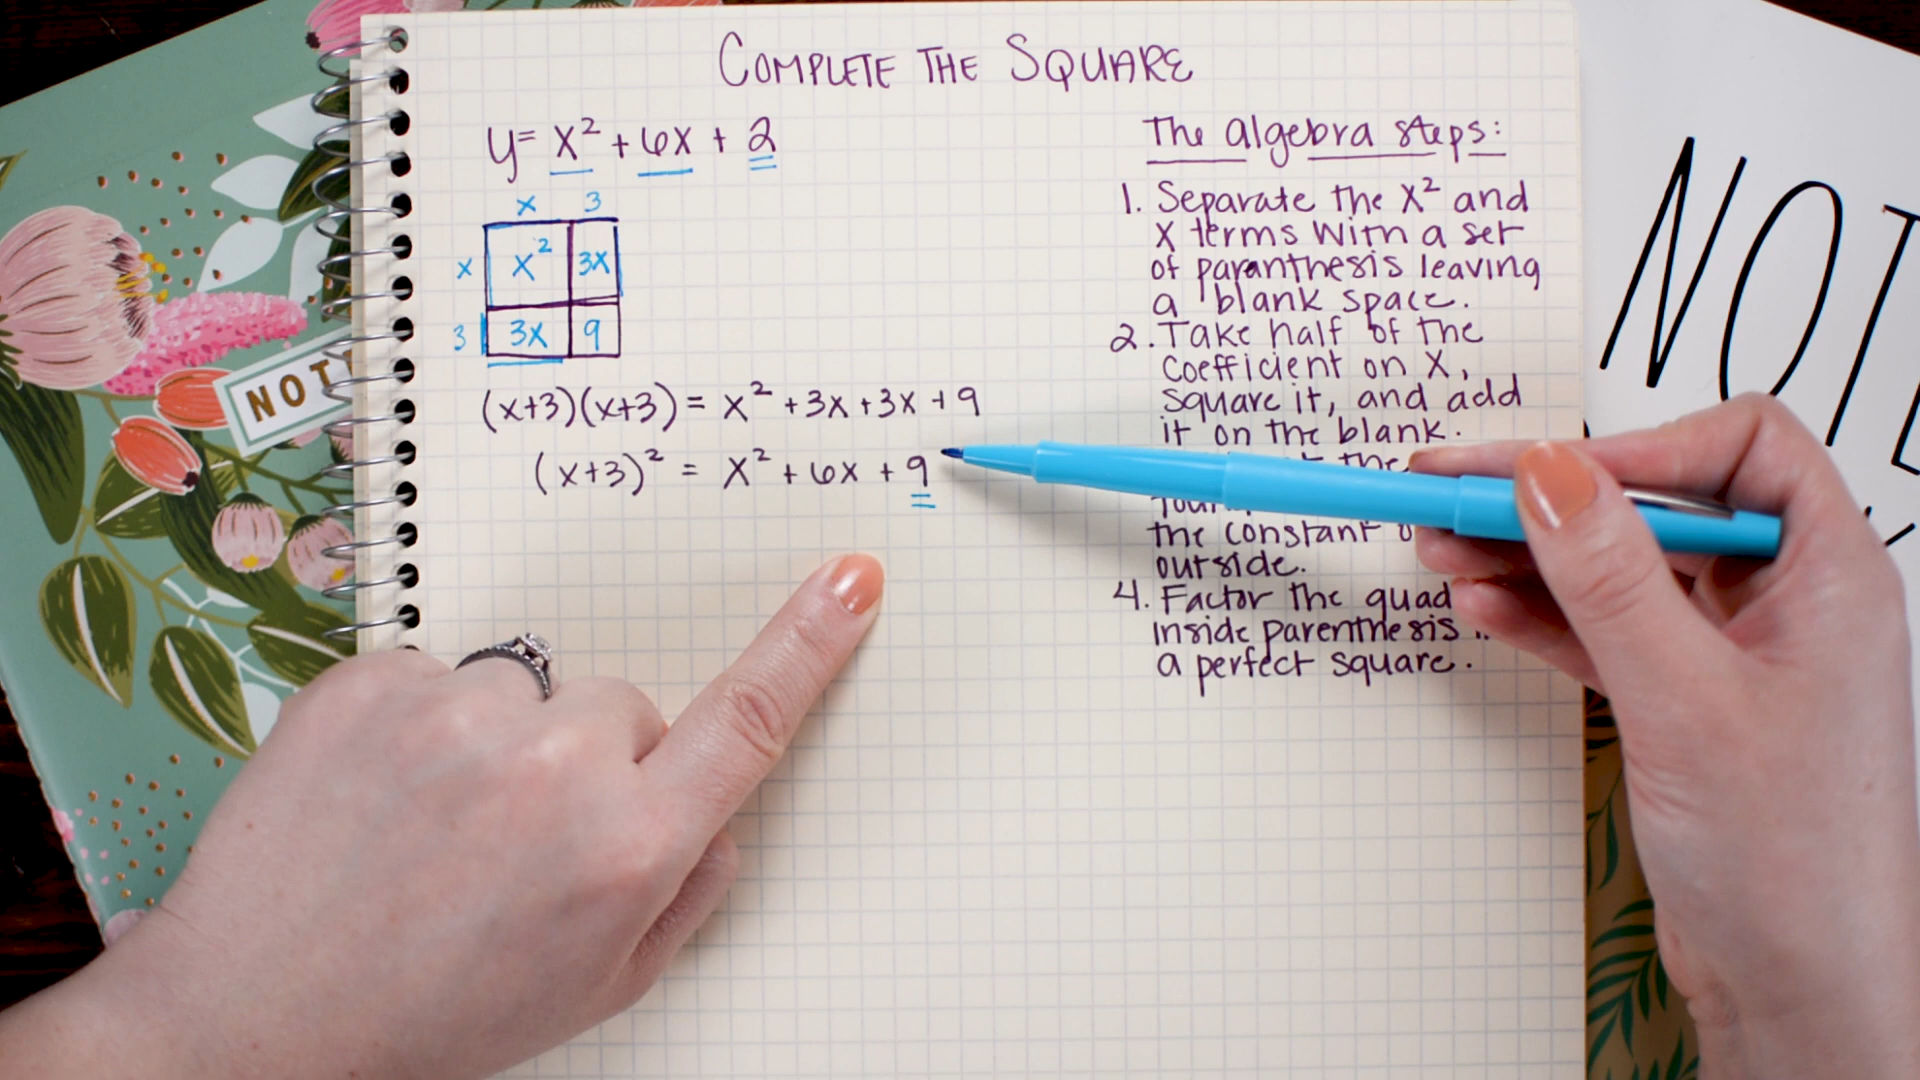 COMPLETE THE SQUARE
y = x² + 6x + 2
x 3
x x² 3x
3 3x 9
(x+3)(x+3) = x² + 3x + 3x + 9
(x+3)² = x² + 6x + 9
The algebra steps:
1. Separate the x² and
x terms with a set
of paranthesis leaving
a blank space.
2. Take half of the
coefficient on x,
square it, and add
it on the blank.
the
the constant
outside.
4. Factor the quad
inside parenthesis
a perfect square.
NOT
NOTE